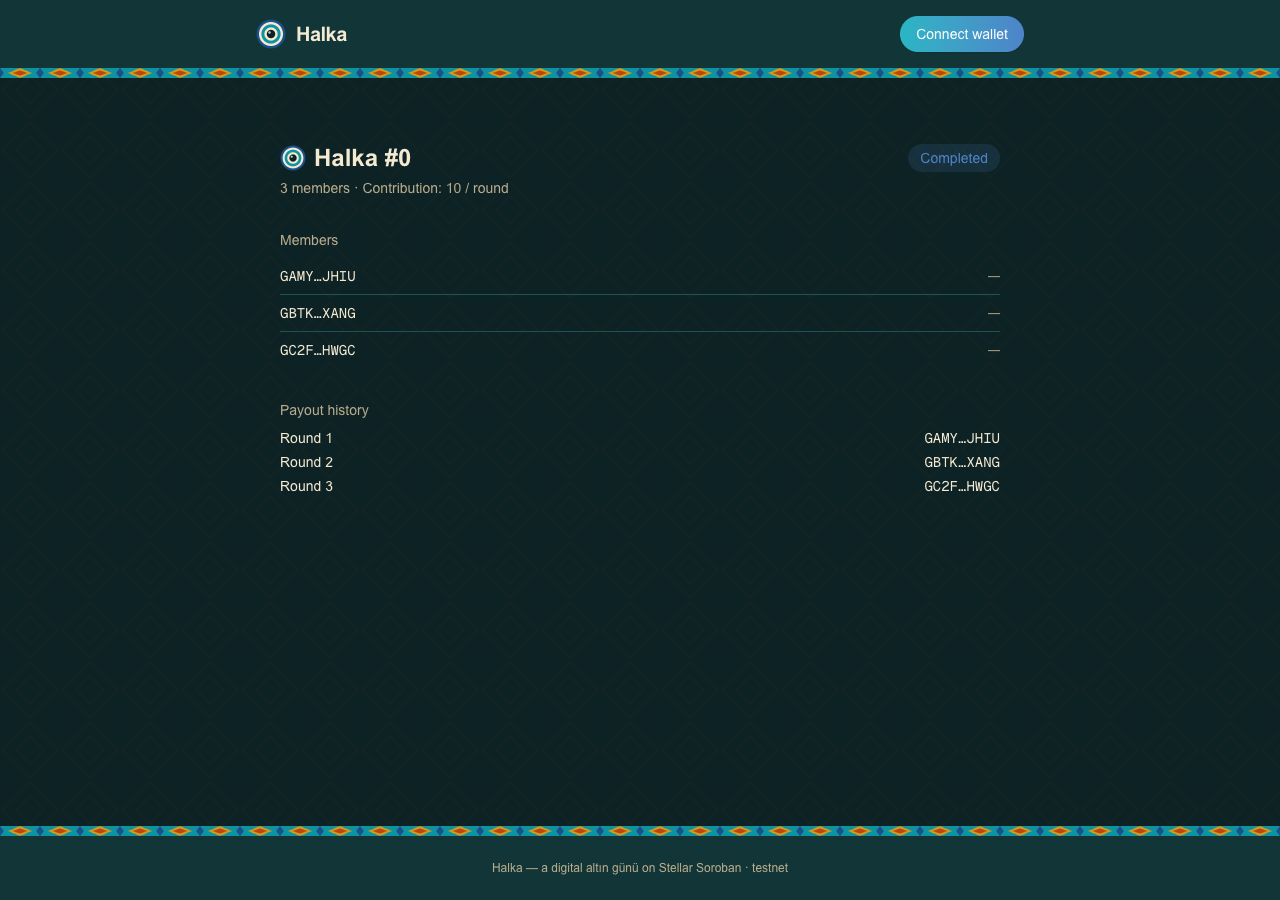 Halka
Connect wallet
Halka #0
Completed
3 members · Contribution: 10 / round
Members
GAMY…JHIU —
GBTK…XANG —
GC2F…HWGC —
Payout history
Round 1 GAMY…JHIU
Round 2 GBTK…XANG
Round 3 GC2F…HWGC
Halka — a digital altın günü on Stellar Soroban · testnet